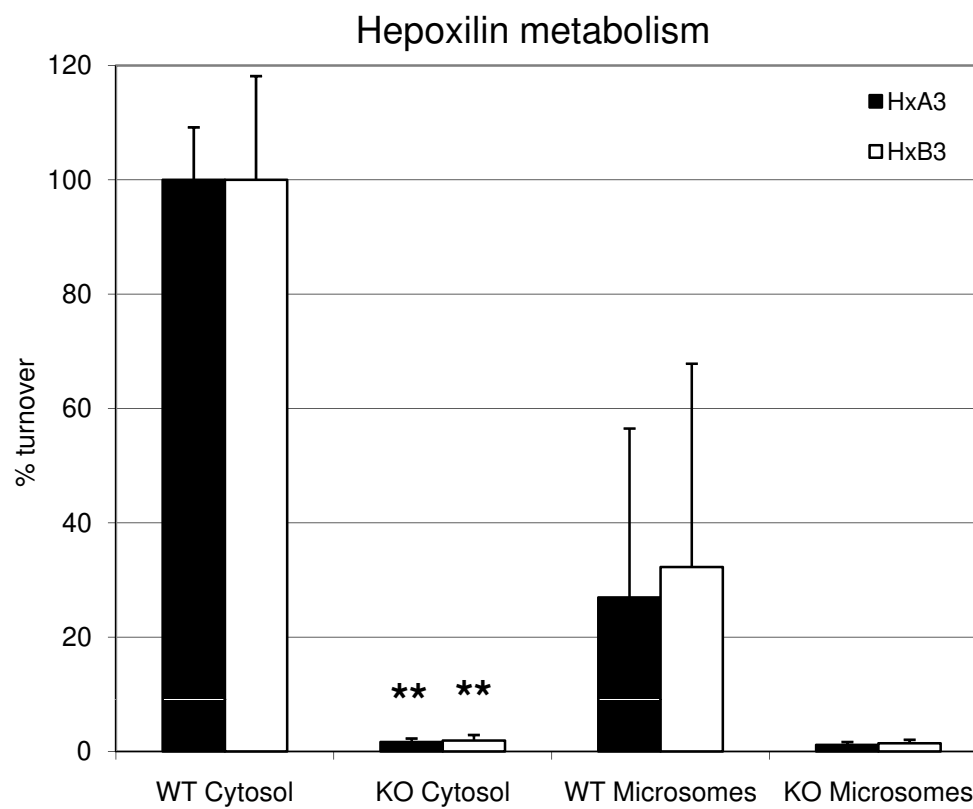 Hepoxilin metabolism
120
100
80
60
40
20
0
% turnover
HxA3
HxB3
** **
WT Cytosol KO Cytosol WT Microsomes KO Microsomes